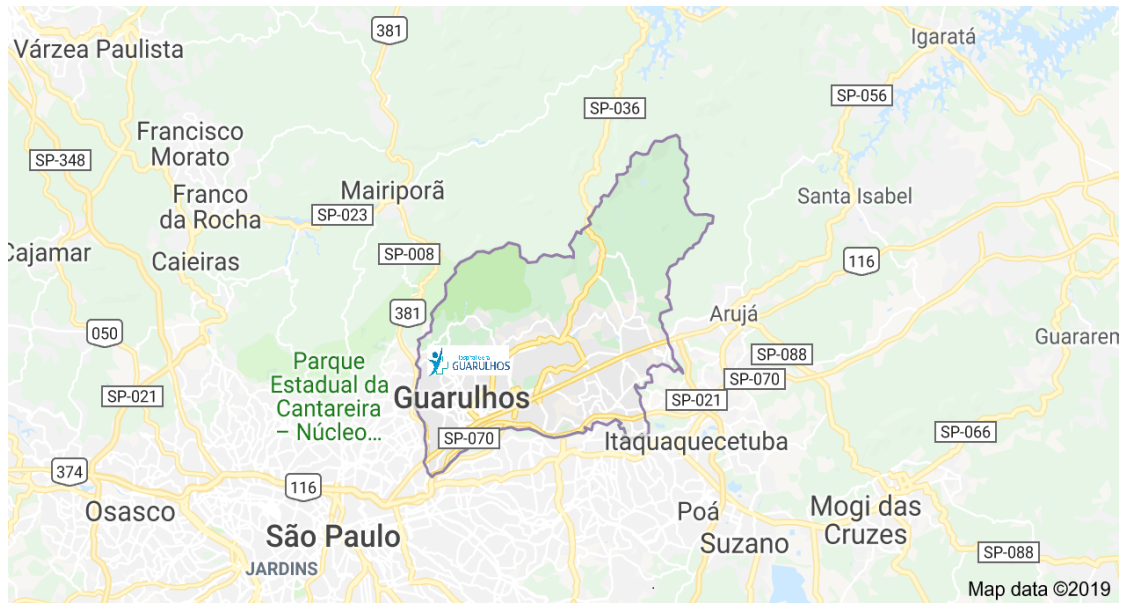 381
Várzea Paulista
Igaratá
SP-056
SP-036
Francisco
Morato
SP-348
Mairiporã
Franco
da Rocha
SP-023
Santa Isabel
Cajamar
SP-008
Caieiras
116
381
Arujá
050
Guararem
SP-088
GUARULHOS
Parque
Estadual da
Cantareira
– Núcleo...
SP-070
SP-021
Guarulhos
SP-021
SP-070
SP-066
Itaquaquecetuba
374
116
Osasco
Poá
Mogi das
Cruzes
São Paulo
Suzano
SP-088
JARDINS
Map data ©2019